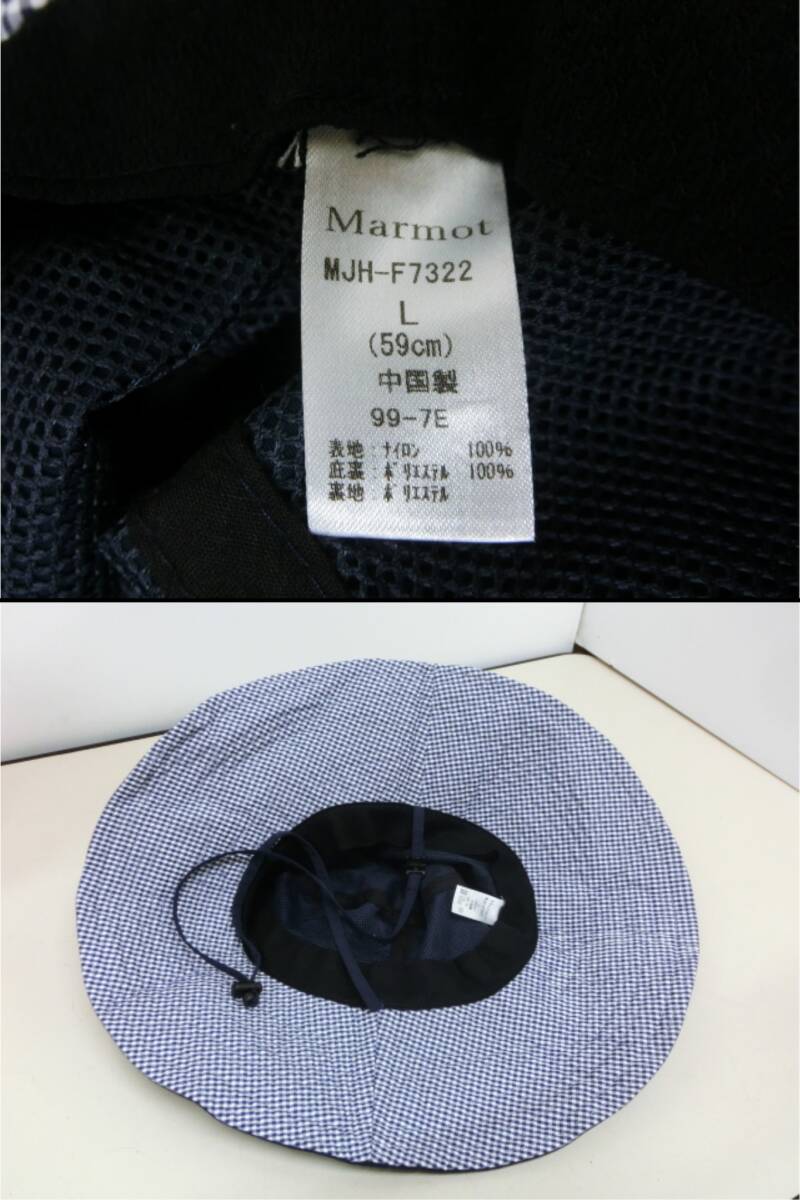 Marmot
MJH-F7322
L
(59cm)
中国製
99-7E
表地:ナイロン 100%
庇裏:ポリエステル 100%
裏地:ポリエステル